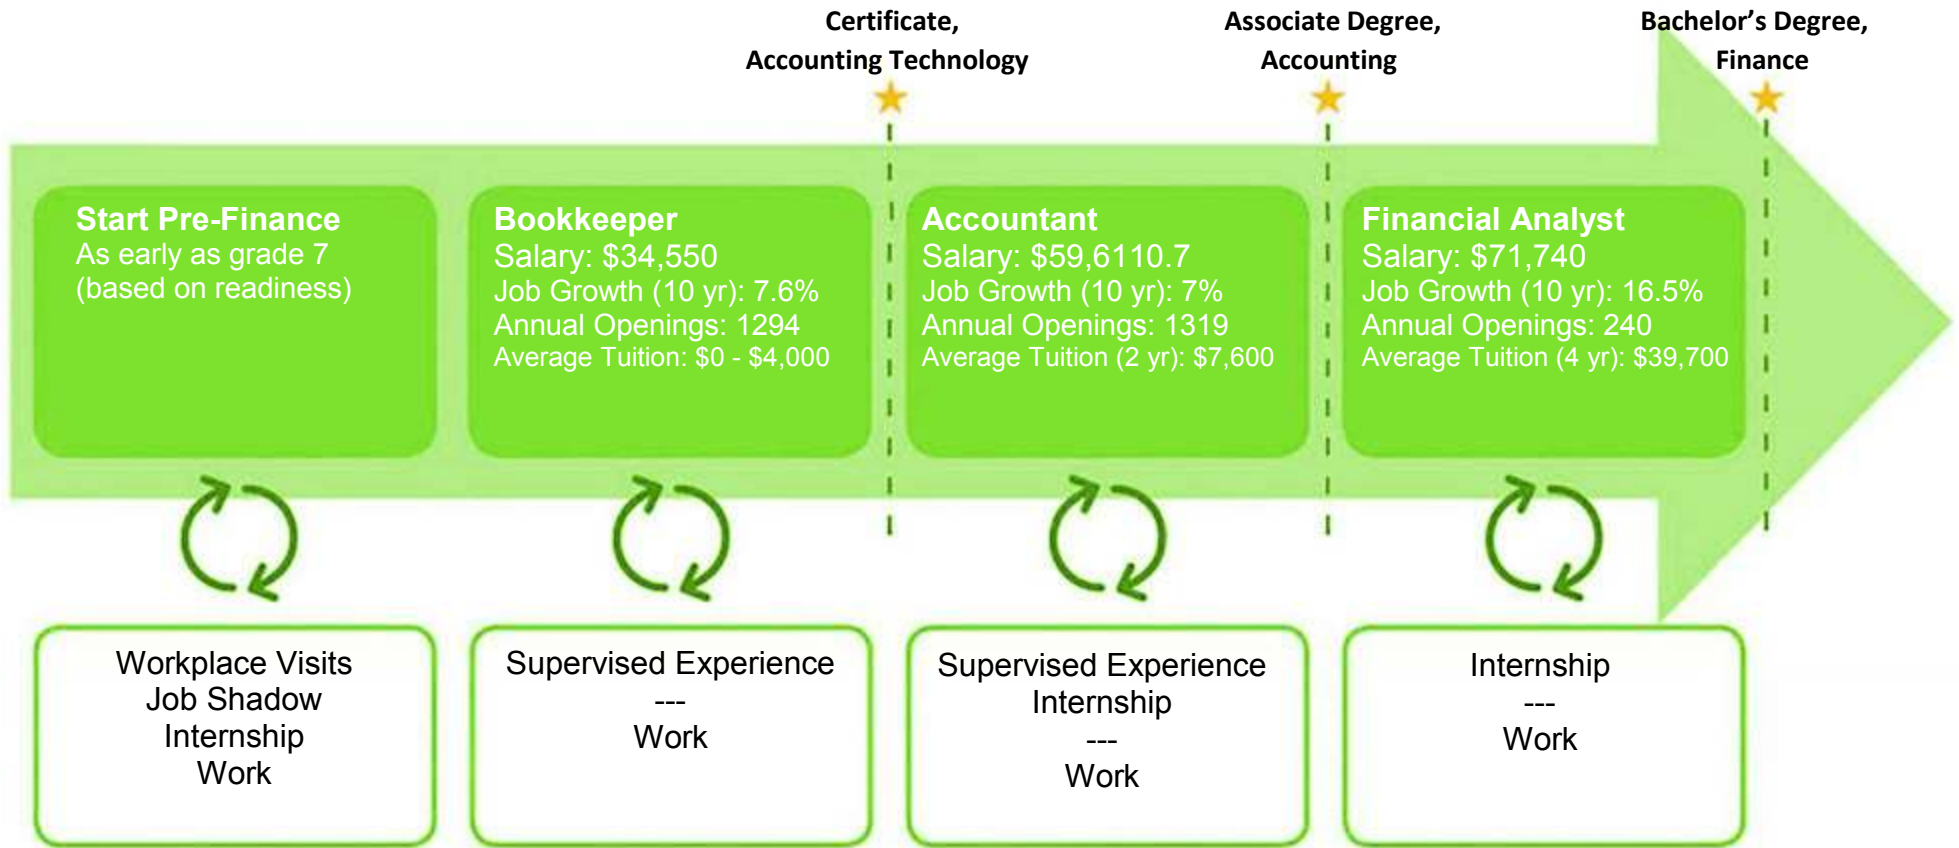 Certificate,
Accounting Technology
Associate Degree,
Accounting
Bachelor’s Degree,
Finance
Start Pre-Finance
As early as grade 7
(based on readiness)
Bookkeeper
Salary: $34,550
Job Growth (10 yr): 7.6%
Annual Openings: 1294
Average Tuition: $0 - $4,000
Accountant
Salary: $59,6110.7
Job Growth (10 yr): 7%
Annual Openings: 1319
Average Tuition (2 yr): $7,600
Financial Analyst
Salary: $71,740
Job Growth (10 yr): 16.5%
Annual Openings: 240
Average Tuition (4 yr): $39,700
Workplace Visits
Job Shadow
Internship
Work
Supervised Experience
---
Work
Supervised Experience
Internship
---
Work
Internship
---
Work